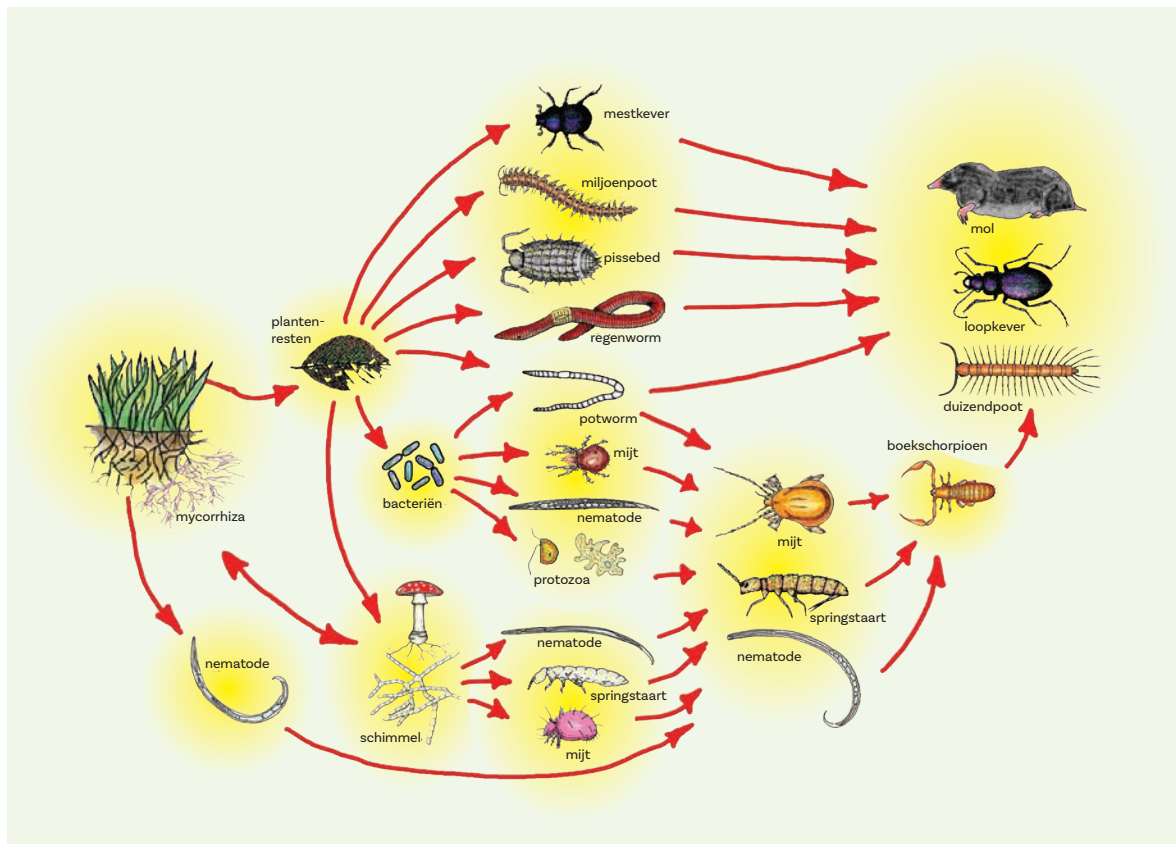 mestkever
miljoenpoot
pissebed
regenworm
planten-
resten
potworm
mijt
nematode
protozoa
bacteriën
mycorrhiza
nematode
schimmel
nematode
springstaart
mijt
mijt
springstaart
nematode
boekschorpioen
mol
loopkever
duizendpoot